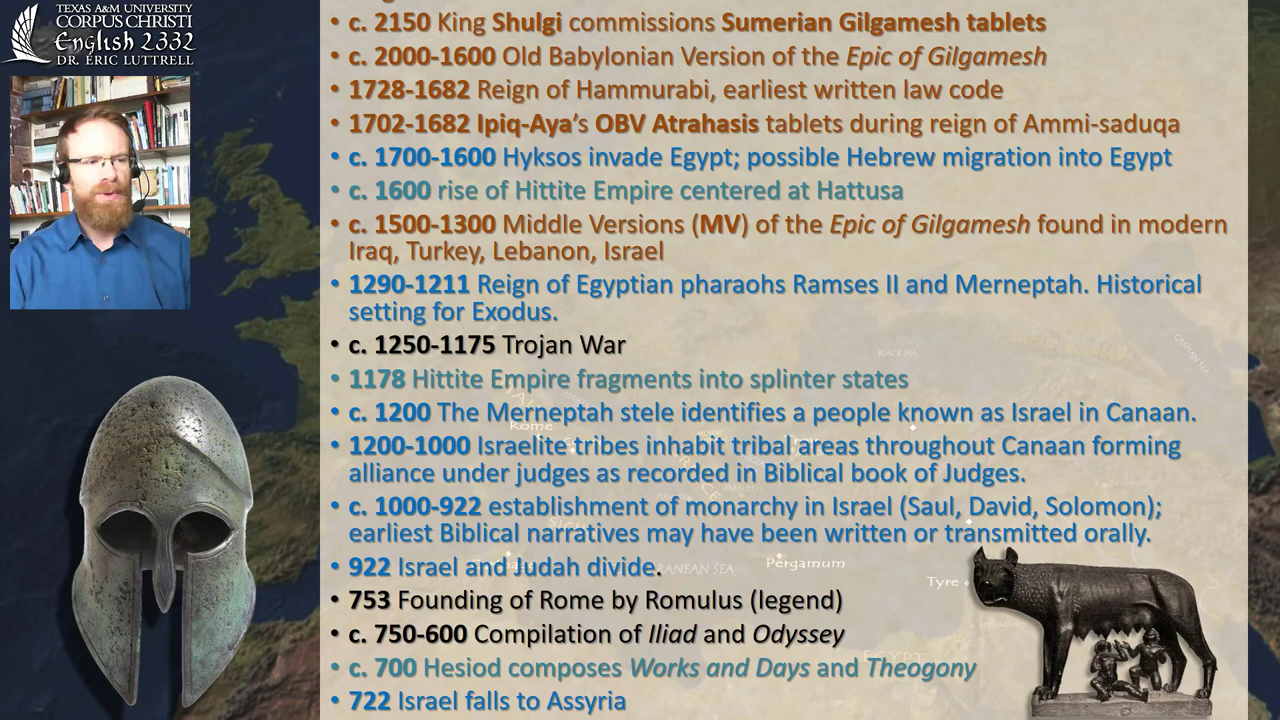 TEXAS A&M UNIVERSITY
CORPUS CHRISTI
English 2332
DR. ERIC LUTTRELL
• c. 2150 King Shulgi commissions Sumerian Gilgamesh tablets
• c. 2000-1600 Old Babylonian Version of the Epic of Gilgamesh
• 1728-1682 Reign of Hammurabi, earliest written law code
• 1702-1682 Ipiq-Aya's OBV Atrahasis tablets during reign of Ammi-saduqa
• c. 1700-1600 Hyksos invade Egypt; possible Hebrew migration into Egypt
• c. 1600 rise of Hittite Empire centered at Hattusa
• c. 1500-1300 Middle Versions (MV) of the Epic of Gilgamesh found in modern
Iraq, Turkey, Lebanon, Israel
• 1290-1211 Reign of Egyptian pharaohs Ramses II and Merneptah. Historical
setting for Exodus.
• c. 1250-1175 Trojan War
• 1178 Hittite Empire fragments into splinter states
• c. 1200 The Merneptah stele identifies a people known as Israel in Canaan.
• 1200-1000 Israelite tribes inhabit tribal areas throughout Canaan forming
alliance under judges as recorded in Biblical book of Judges.
• c. 1000-922 establishment of monarchy in Israel (Saul, David, Solomon);
earliest Biblical narratives may have been written or transmitted orally.
• 922 Israel and Judah divide.
• 753 Founding of Rome by Romulus (legend)
• c. 750-600 Compilation of Iliad and Odyssey
• c. 700 Hesiod composes Works and Days and Theogony
• 722 Israel falls to Assyria
BLACK SEA
CASPIAN SEA
Rome
Athens
Pergamum
Tyre
EGYPT